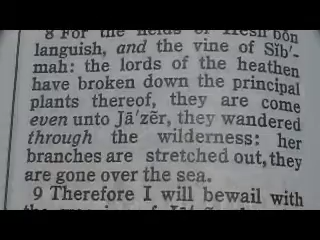 8 For the fields of Hesh'bŏn
languish, and the vine of Sĭb'-
mah: the lords of the heathen
have broken down the principal
plants thereof, they are come
even unto Jā'zẽr, they wandered
through the wilderness: her
branches are stretched out, they
are gone over the sea.
9 Therefore I will bewail with